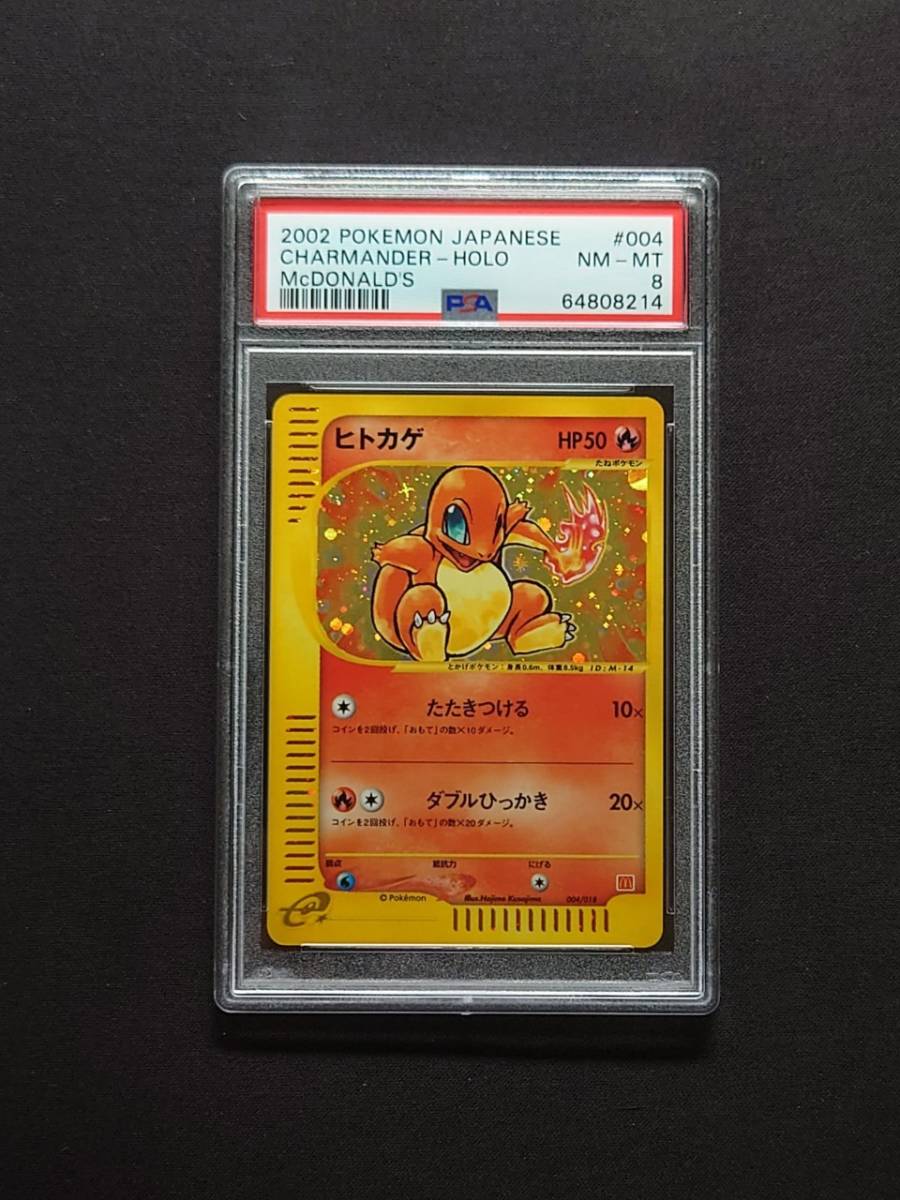 2002 POKEMON JAPANESE #004
CHARMANDER - HOLO NM - MT
McDONALD'S 8
PSA 64808214
ヒトカゲ HP50
たねポケモン
とかげポケモン：身長0.6m、体重8.5kg ID:M-14
たたきつける 10×
コインを2回投げ、「おもて」の数×10ダメージ。
ダブルひっかき 20×
コインを2回投げ、「おもて」の数×20ダメージ。
弱点 抵抗力 にげる
©Pokémon Illus.Hajime Kusajima 004/018
e